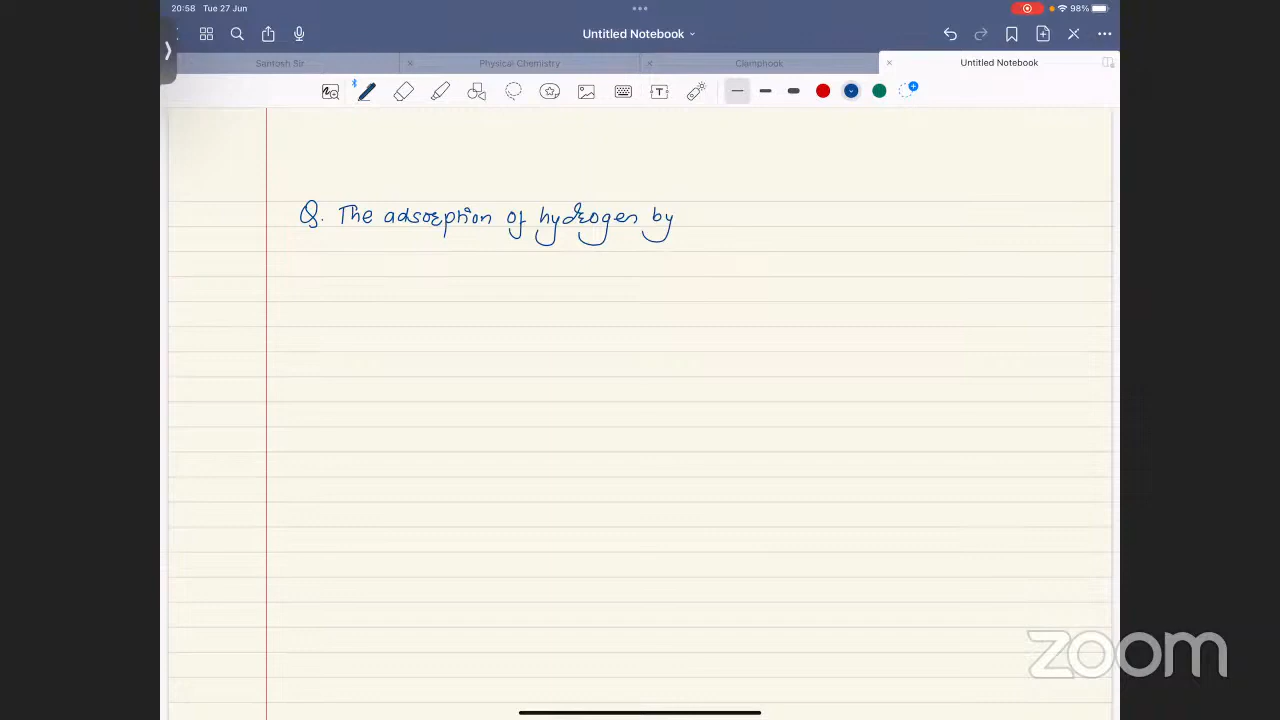 20:58 Tue 27 Jun
98%
Untitled Notebook
Santosh Sir
Physical Chemistry
Clamphook
Untitled Notebook
Q. The adsorption of hydrogen by
zoom